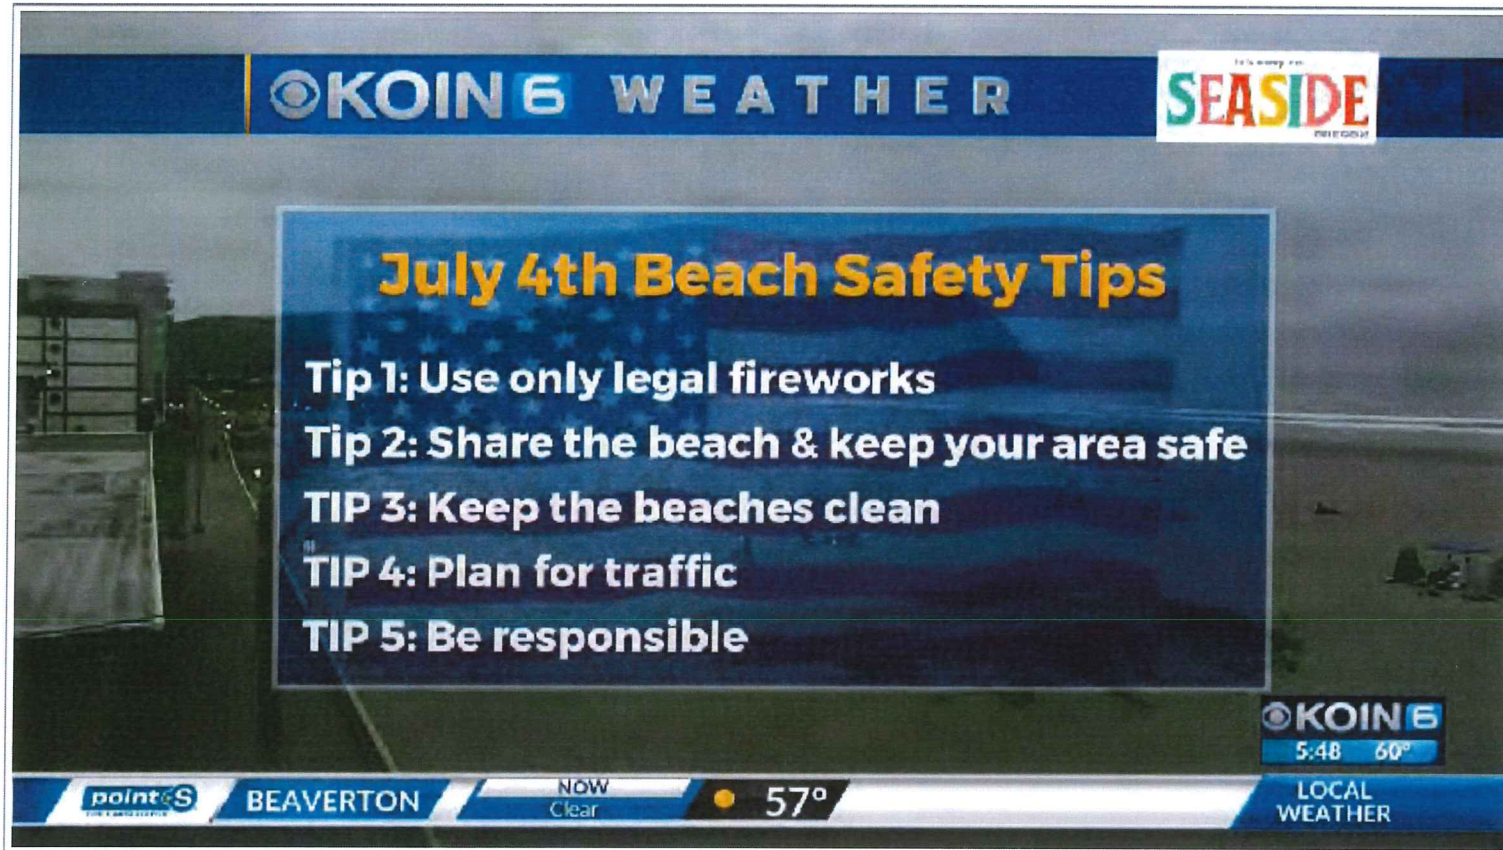 KOIN 6 WEATHER
SEASIDE
OREGON
July 4th Beach Safety Tips
Tip 1: Use only legal fireworks
Tip 2: Share the beach & keep your area safe
TIP 3: Keep the beaches clean
TIP 4: Plan for traffic
TIP 5: Be responsible
KOIN 6
5:48 60°
point S
BEAVERTON
NOW
Clear
57°
LOCAL
WEATHER